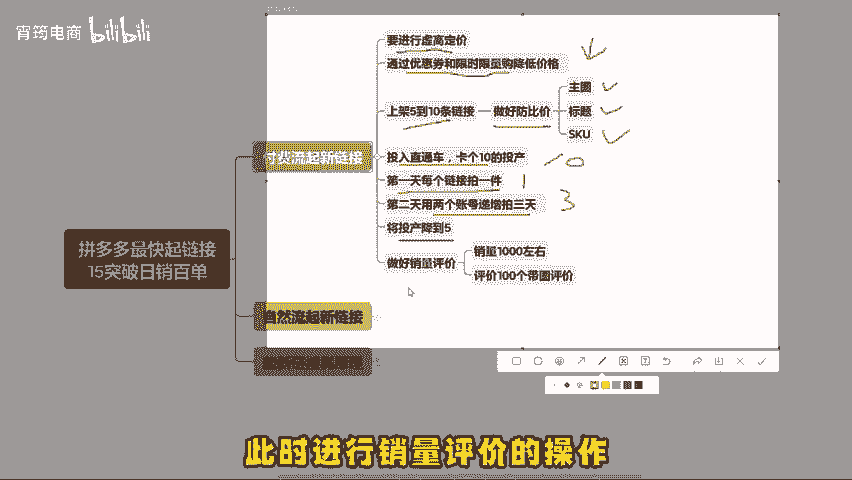 宵筠电商 bilibili
要进行虚高定价
通过优惠券和限时限量购降低价格
上架5到10条链接
做好防比价
主图
标题
SKU
付费流起新链接
投入直通车,卡个10的投产
10
第一天每个链接拍一件
1
第二天用两个账号递增拍三天
3
将投产降到5
做好销量评价
销量1000左右
评价100个带图评价
拼多多最快起链接
15突破日销百单
自然流起新链接
此时进行销量评价的操作